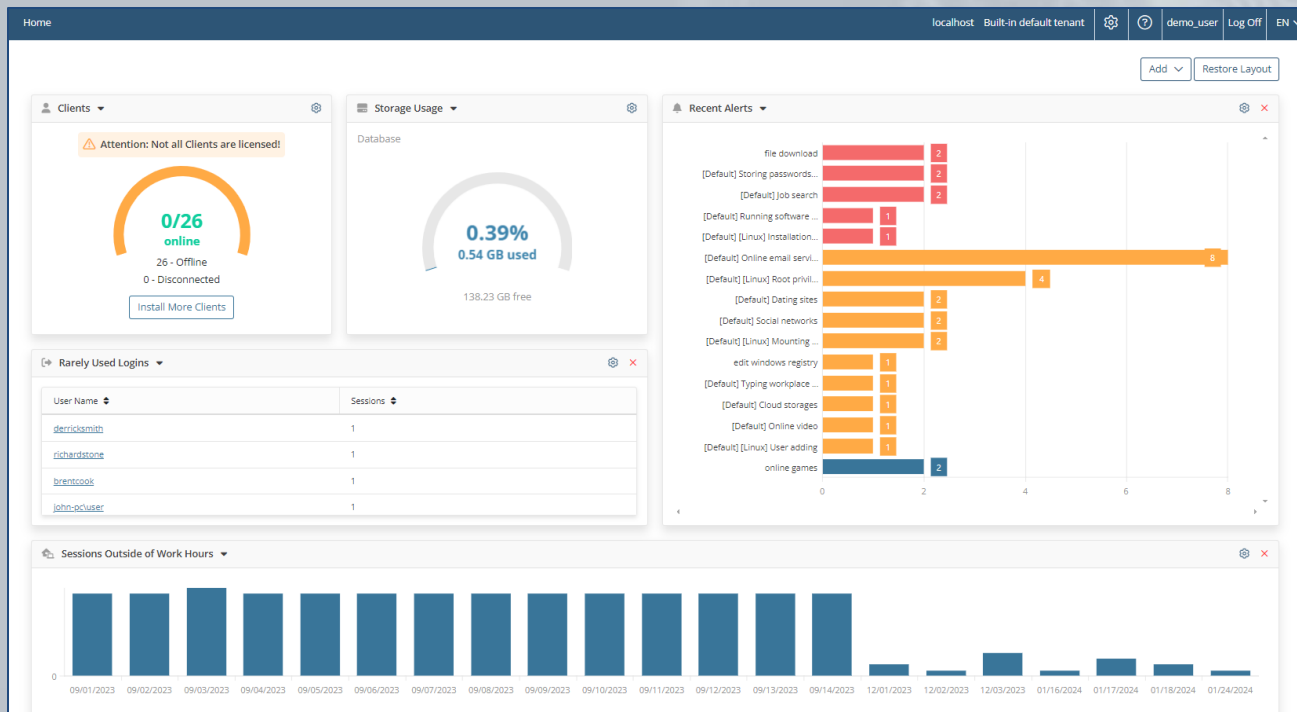 Home
localhost Built-in default tenant demo_user Log Off EN
Add Restore Layout
Clients
Attention: Not all Clients are licensed!
0/26
online
26 - Offline
0 - Disconnected
Install More Clients
Storage Usage
Database
0.39%
0.54 GB used
138.23 GB free
Recent Alerts
file download 2
[Default] Storing passwords... 2
[Default] Job search 2
[Default] Running software ... 1
[Default] [Linux] Installation... 1
[Default] Online email servi... 8
[Default] [Linux] Root privil... 4
[Default] Dating sites 2
[Default] Social networks 2
[Default] [Linux] Mounting ... 2
edit windows registry 1
[Default] Typing workplace ... 1
[Default] Cloud storages 1
[Default] Online video 1
[Default] [Linux] User adding 1
online games 2
0 2 4 6 8
Rarely Used Logins
User Name Sessions
derricksmith 1
richardstone 1
brentcook 1
john-pc\user 1
Sessions Outside of Work Hours
0
09/01/2023 09/02/2023 09/03/2023 09/04/2023 09/05/2023 09/06/2023 09/07/2023 09/08/2023 09/09/2023 09/10/2023 09/11/2023 09/12/2023 09/13/2023 09/14/2023 12/01/2023 12/02/2023 12/03/2023 01/16/2024 01/17/2024 01/18/2024 01/24/2024